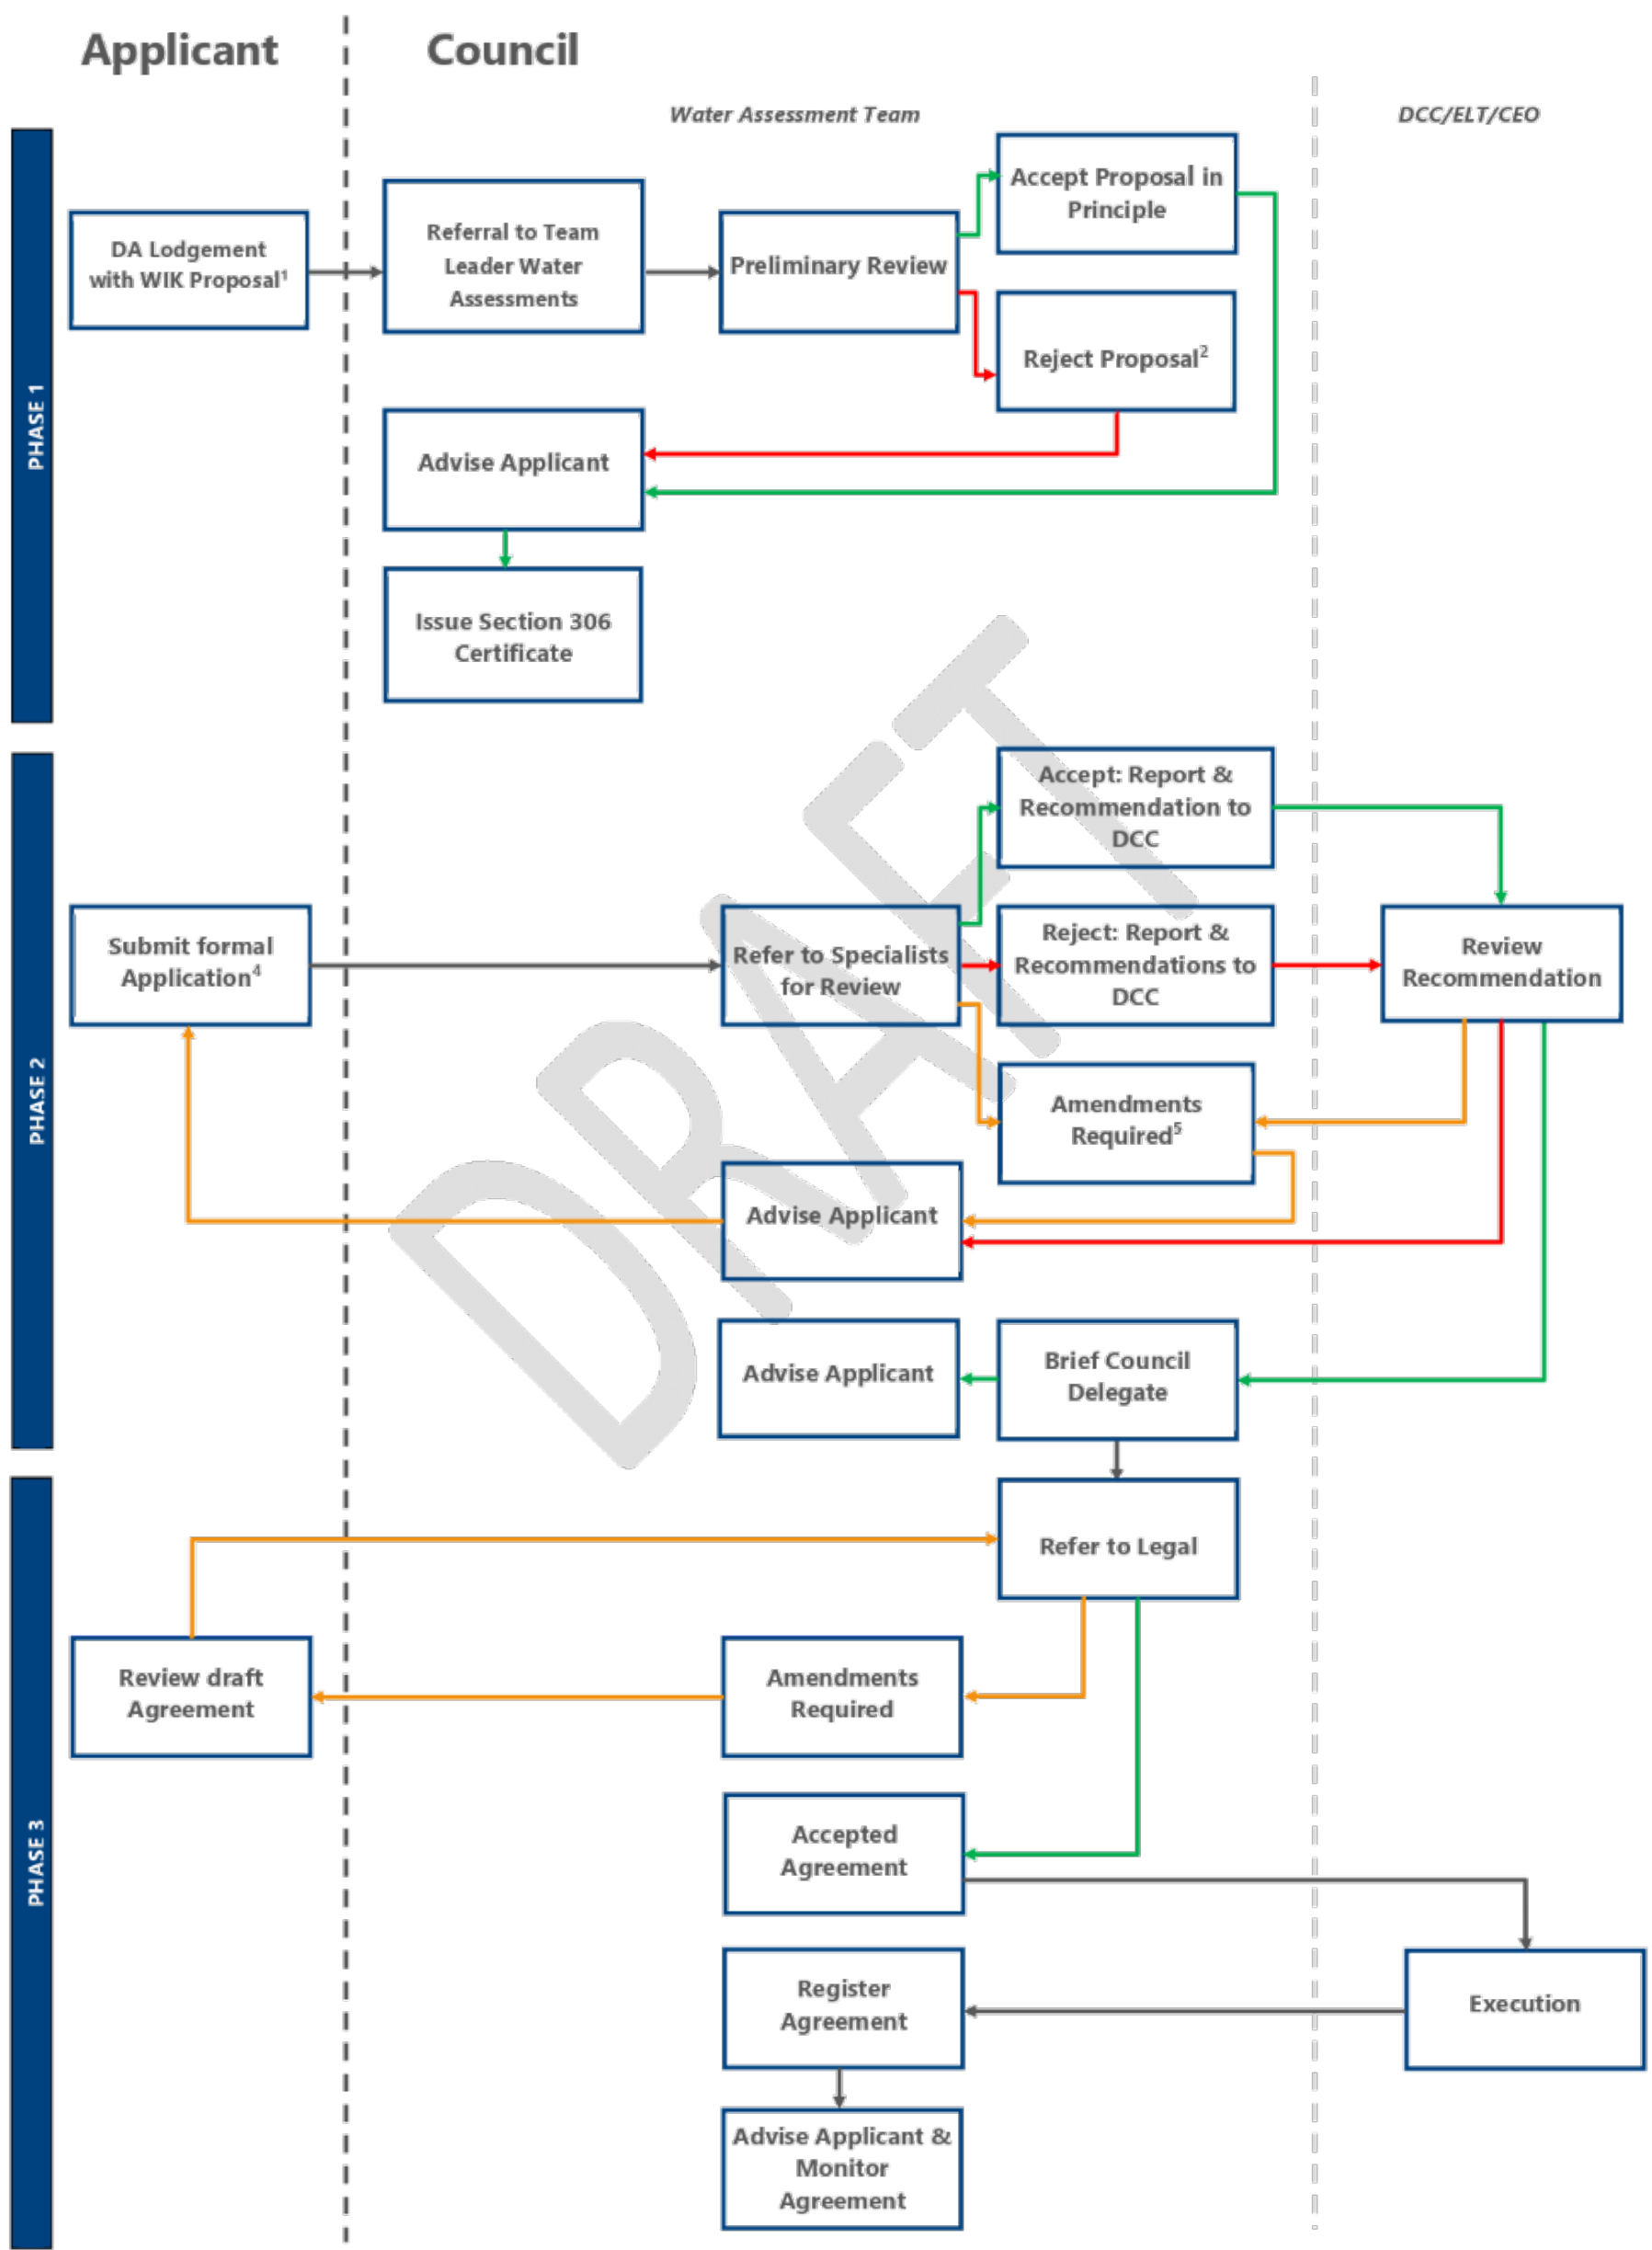 Applicant
Council
Water Assessment Team
DCC/ELT/CEO
PHASE 1
DA Lodgement
with WIK Proposal¹
Referral to Team
Leader Water
Assessments
Preliminary Review
Accept Proposal in
Principle
Reject Proposal²
Advise Applicant
Issue Section 306
Certificate
PHASE 2
Submit formal
Application⁴
Refer to Specialists
for Review
Accept: Report &
Recommendation to
DCC
Reject: Report &
Recommendations to
DCC
Review
Recommendation
Amendments
Required⁵
Advise Applicant
Advise Applicant
Brief Council
Delegate
DRAFT
PHASE 3
Refer to Legal
Review draft
Agreement
Amendments
Required
Accepted
Agreement
Register
Agreement
Execution
Advise Applicant &
Monitor
Agreement